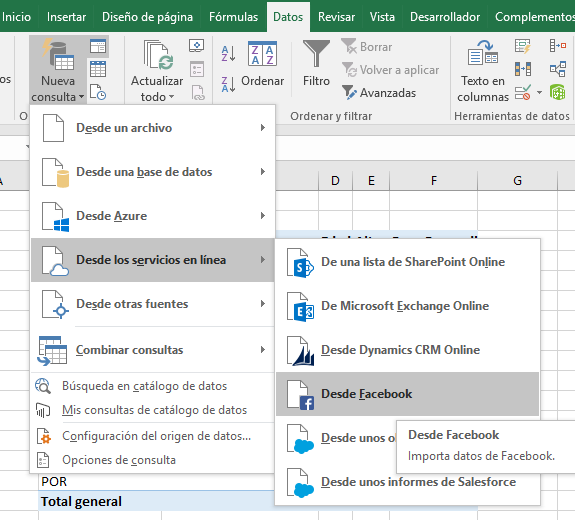 Inicio Insertar Diseño de página Fórmulas Datos Revisar Vista Desarrollador Complementos
Nueva
consulta
Actualizar
todo
Ordenar
Filtro
Borrar
Volver a aplicar
Avanzadas
Texto en
columnas
Ordenar y filtrar
Herramientas de datos
D E F G
Desde un archivo
Desde una base de datos
Desde Azure
Desde los servicios en línea
Desde otras fuentes
Combinar consultas
Búsqueda en catálogo de datos
Mis consultas de catálogo de datos
Configuración del origen de datos...
Opciones de consulta
De una lista de SharePoint Online
De Microsoft Exchange Online
Desde Dynamics CRM Online
Desde Facebook
Desde unos
Desde unos informes de Salesforce
Desde Facebook
Importa datos de Facebook.
POR
Total general